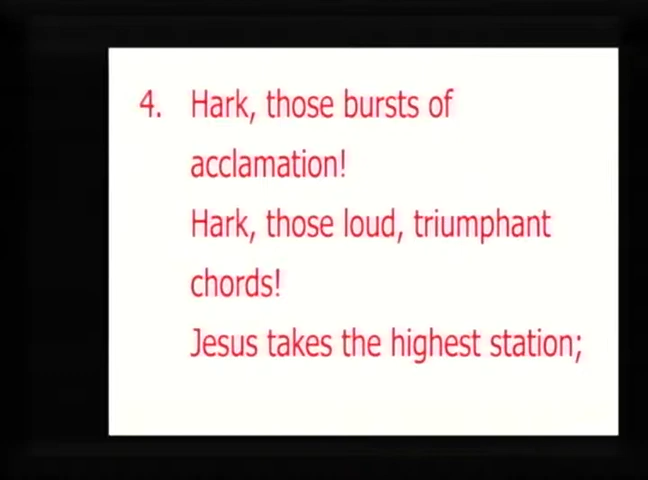 4. Hark, those bursts of
acclamation!
Hark, those loud, triumphant
chords!
Jesus takes the highest station;